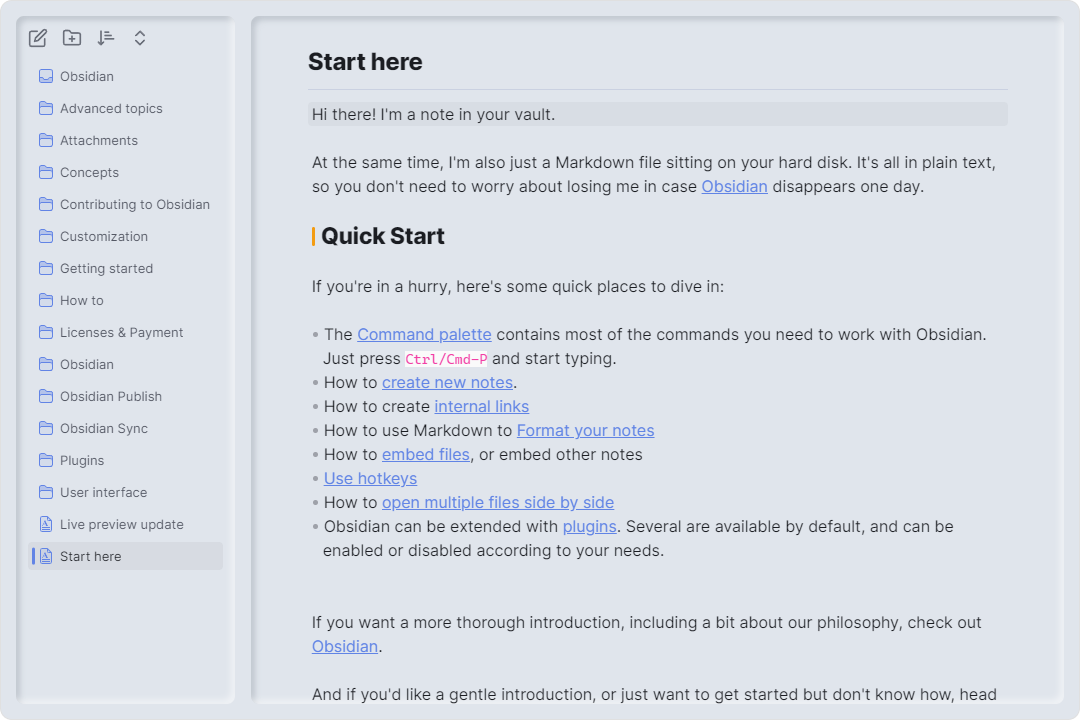 Obsidian
Advanced topics
Attachments
Concepts
Contributing to Obsidian
Customization
Getting started
How to
Licenses & Payment
Obsidian
Obsidian Publish
Obsidian Sync
Plugins
User interface
Live preview update
Start here
Start here
Hi there! I'm a note in your vault.
At the same time, I'm also just a Markdown file sitting on your hard disk. It's all in plain text,
so you don't need to worry about losing me in case Obsidian disappears one day.
Quick Start
If you're in a hurry, here's some quick places to dive in:
• The Command palette contains most of the commands you need to work with Obsidian.
Just press Ctrl/Cmd-P and start typing.
• How to create new notes.
• How to create internal links
• How to use Markdown to Format your notes
• How to embed files, or embed other notes
• Use hotkeys
• How to open multiple files side by side
• Obsidian can be extended with plugins. Several are available by default, and can be
enabled or disabled according to your needs.
If you want a more thorough introduction, including a bit about our philosophy, check out
Obsidian.
And if you'd like a gentle introduction, or just want to get started but don't know how, head